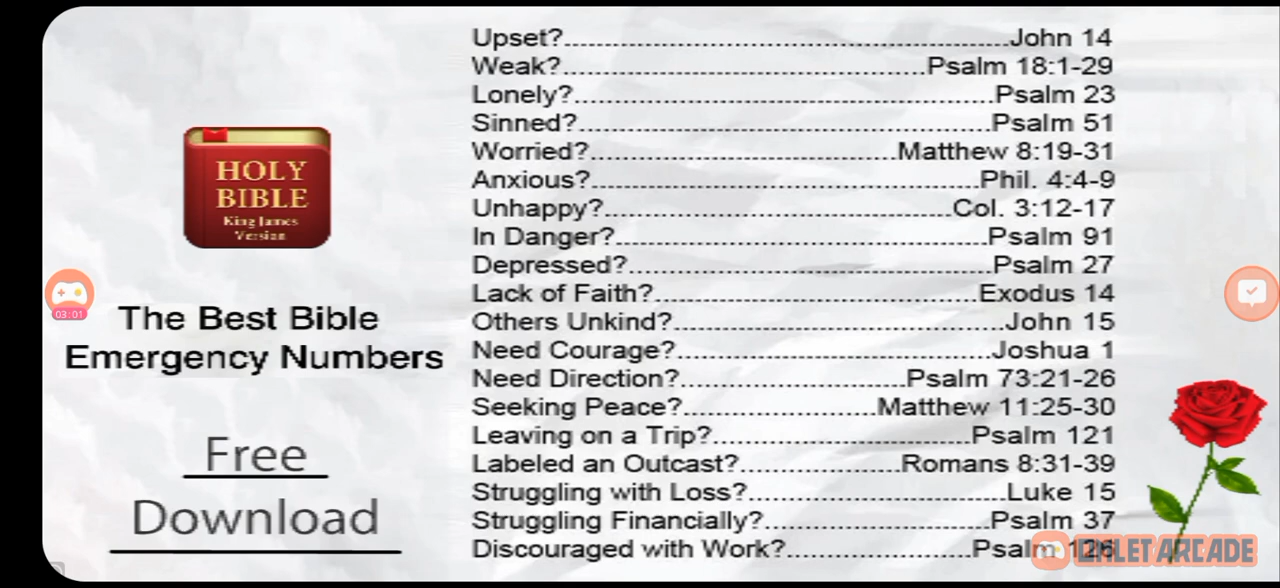 HOLY
BIBLE
King James
Version
The Best Bible
Emergency Numbers
Free
Download
Upset?......................................................John 14
Weak?............................................Psalm 18:1-29
Lonely?...................................................Psalm 23
Sinned?..................................................Psalm 51
Worried?.....................................Matthew 8:19-31
Anxious?..............................................Phil. 4:4-9
Unhappy?..........................................Col. 3:12-17
In Danger?.............................................Psalm 91
Depressed?............................................Psalm 27
Lack of Faith?.......................................Exodus 14
Others Unkind?........................................John 15
Need Courage?......................................Joshua 1
Need Direction?...........................Psalm 73:21-26
Seeking Peace?.......................Matthew 11:25-30
Leaving on a Trip?...............................Psalm 121
Labeled an Outcast?...................Romans 8:31-39
Struggling with Loss?...............................Luke 15
Struggling Financially?...........................Psalm 37
Discouraged with Work?......................Psalm 126
03:01
ARCADE